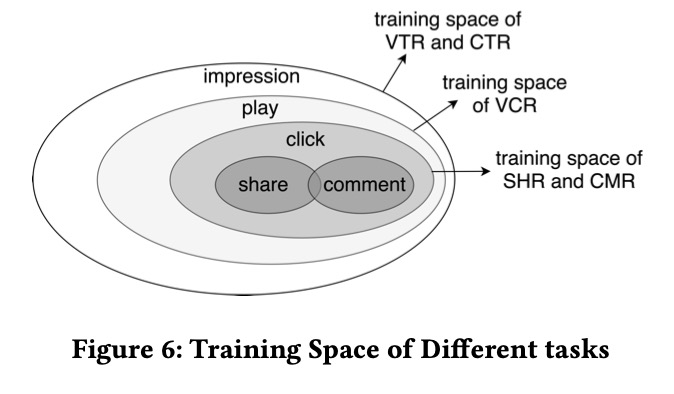 training space of
VTR and CTR
impression
training space
of VCR
play
click
training space of
SHR and CMR
share
comment
Figure 6: Training Space of Different tasks